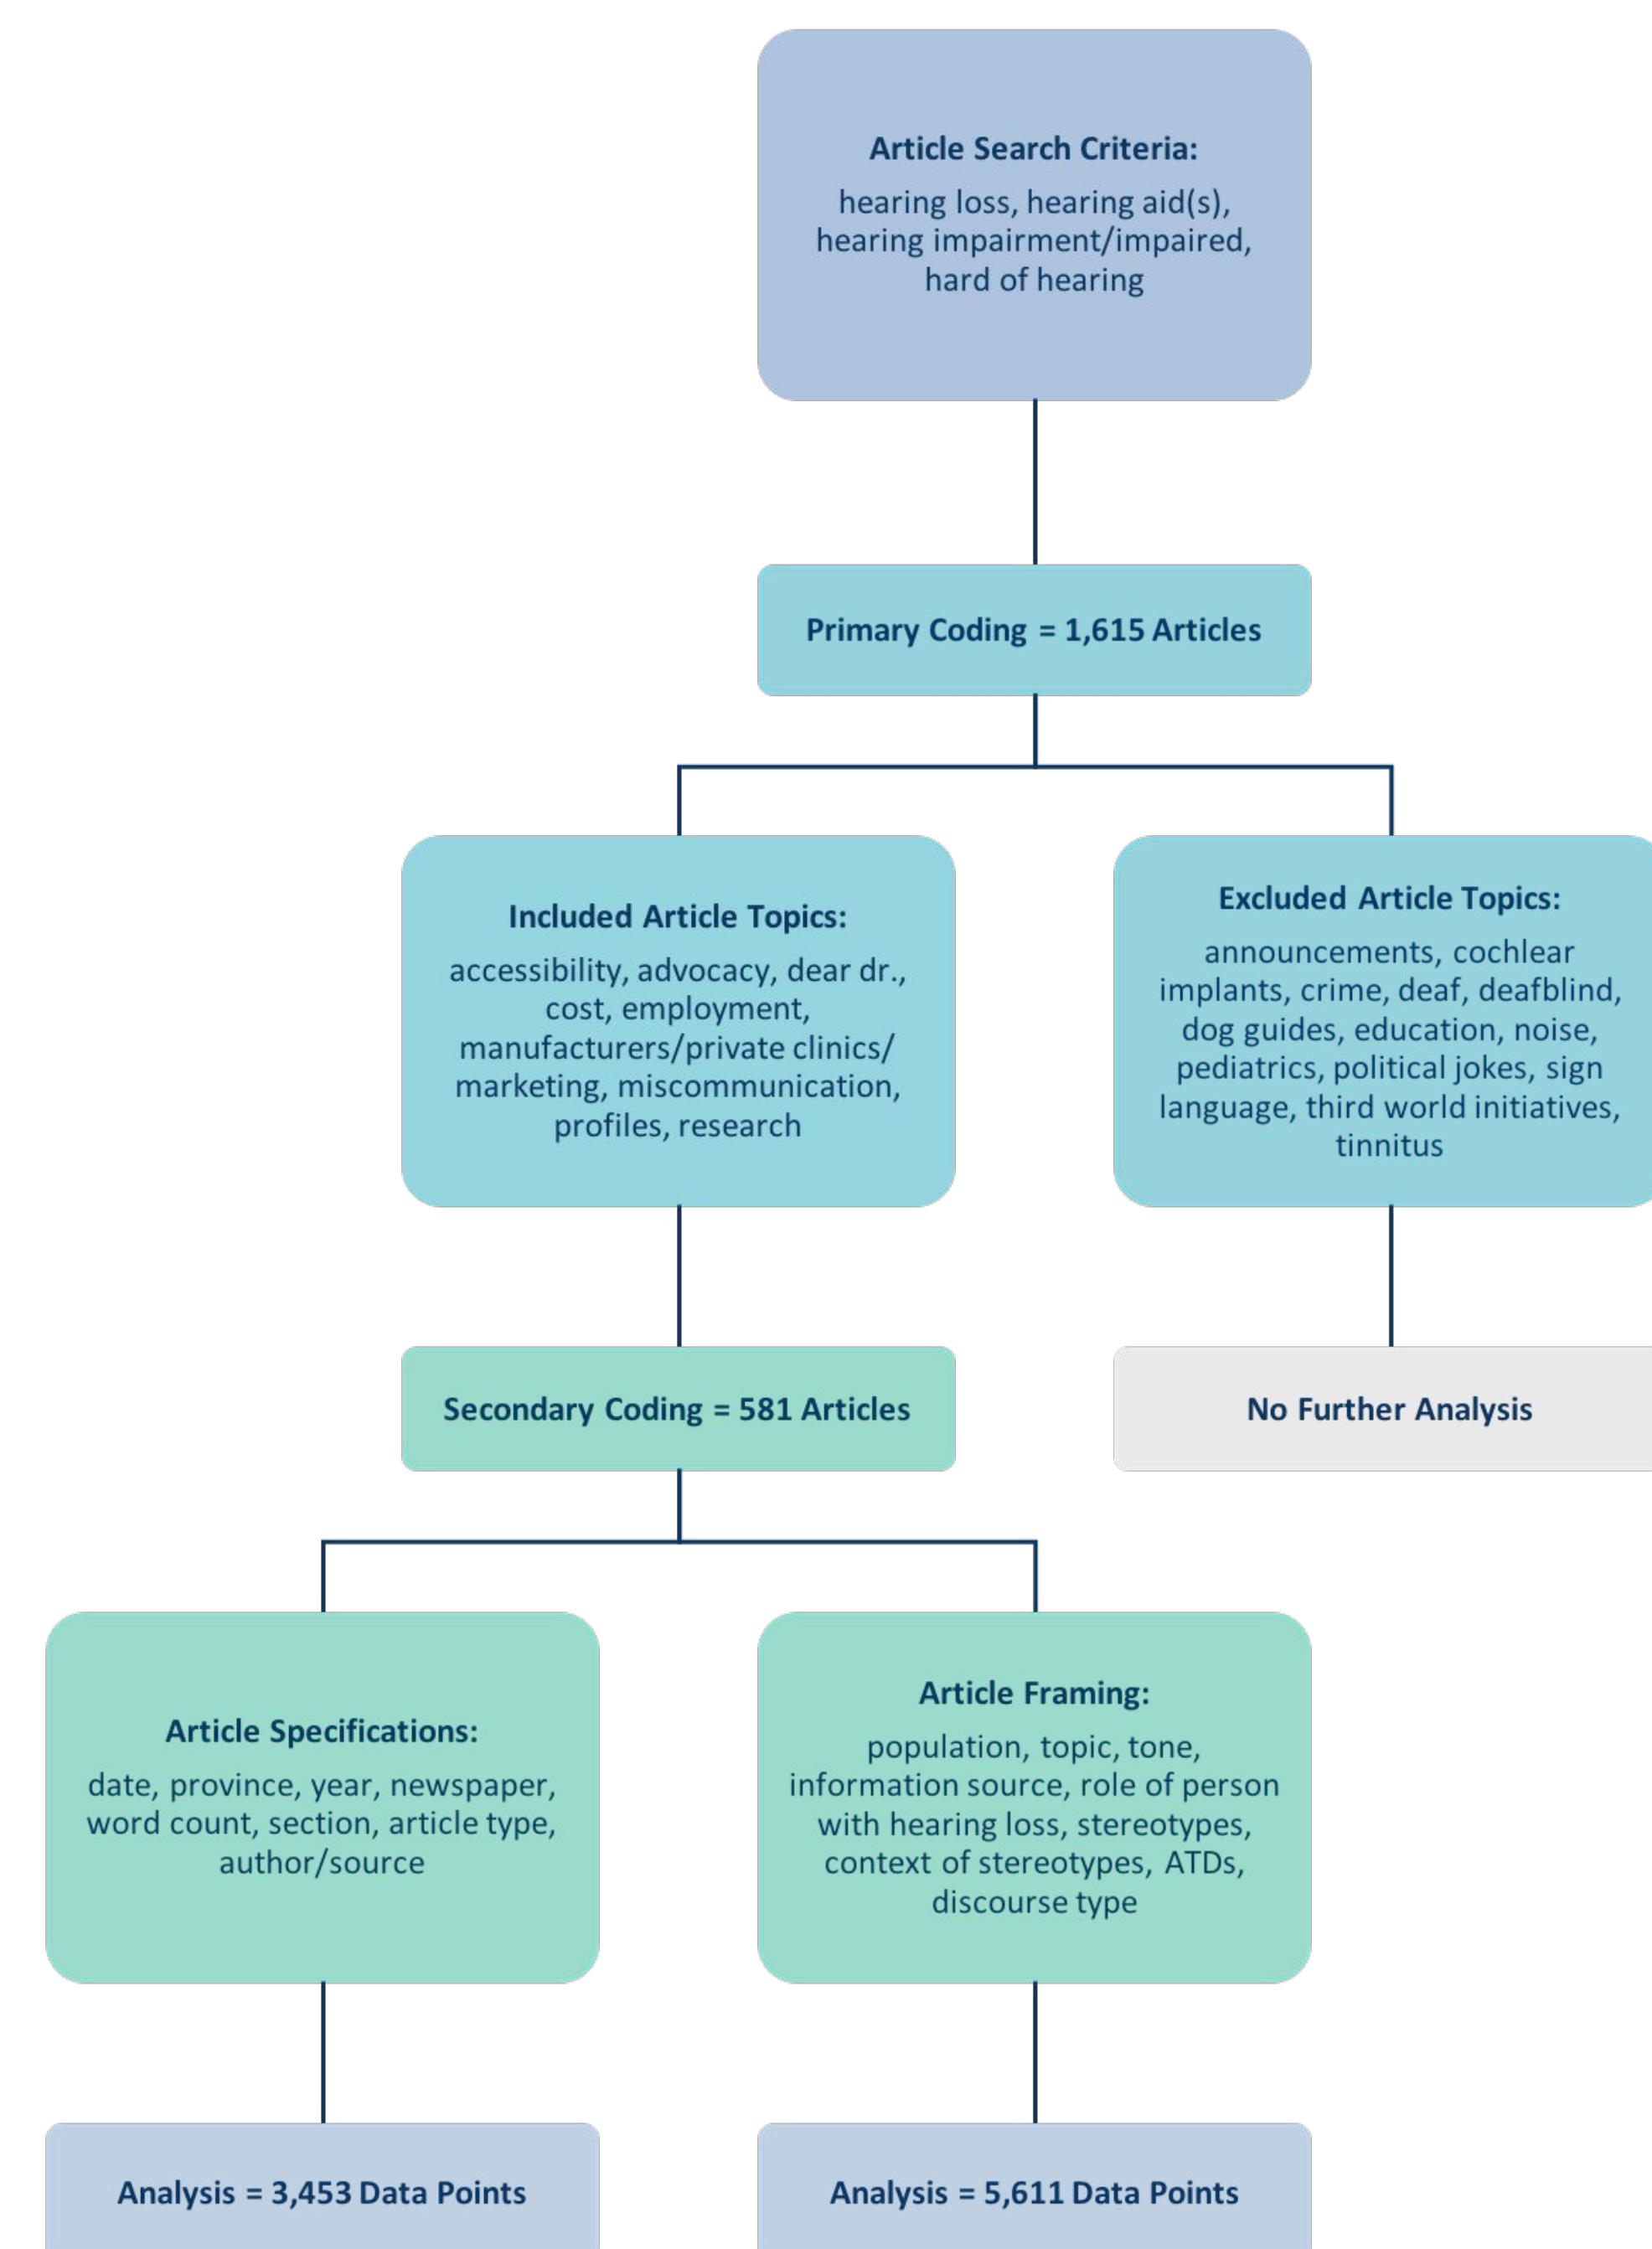 Article Search Criteria:
hearing loss, hearing aid(s),
hearing impairment/impaired,
hard of hearing
Primary Coding = 1,615 Articles
Included Article Topics:
accessibility, advocacy, dear dr.,
cost, employment,
manufacturers/private clinics/
marketing, miscommunication,
profiles, research
Excluded Article Topics:
announcements, cochlear
implants, crime, deaf, deafblind,
dog guides, education, noise,
pediatrics, political jokes, sign
language, third world initiatives,
tinnitus
Secondary Coding = 581 Articles
No Further Analysis
Article Specifications:
date, province, year, newspaper,
word count, section, article type,
author/source
Article Framing:
population, topic, tone,
information source, role of person
with hearing loss, stereotypes,
context of stereotypes, ATDs,
discourse type
Analysis = 3,453 Data Points
Analysis = 5,611 Data Points